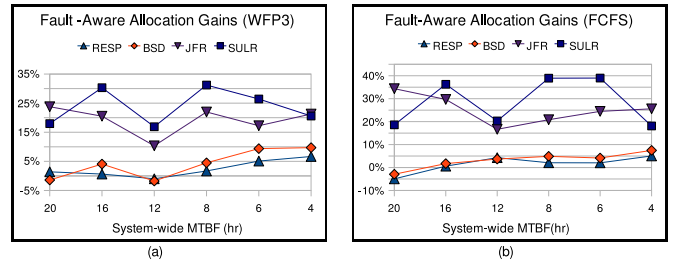 Fault -Aware Allocation Gains (WFP3)
RESP BSD JFR SULR
35%
25%
15%
5%
-5%
20 16 12 8 6 4
System-wide MTBF (hr)
(a)
Fault-Aware Allocation Gains (FCFS)
RESP BSD JFR SULR
40%
30%
20%
10%
0%
-10%
20 16 12 8 6 4
System-wide MTBF(hr)
(b)